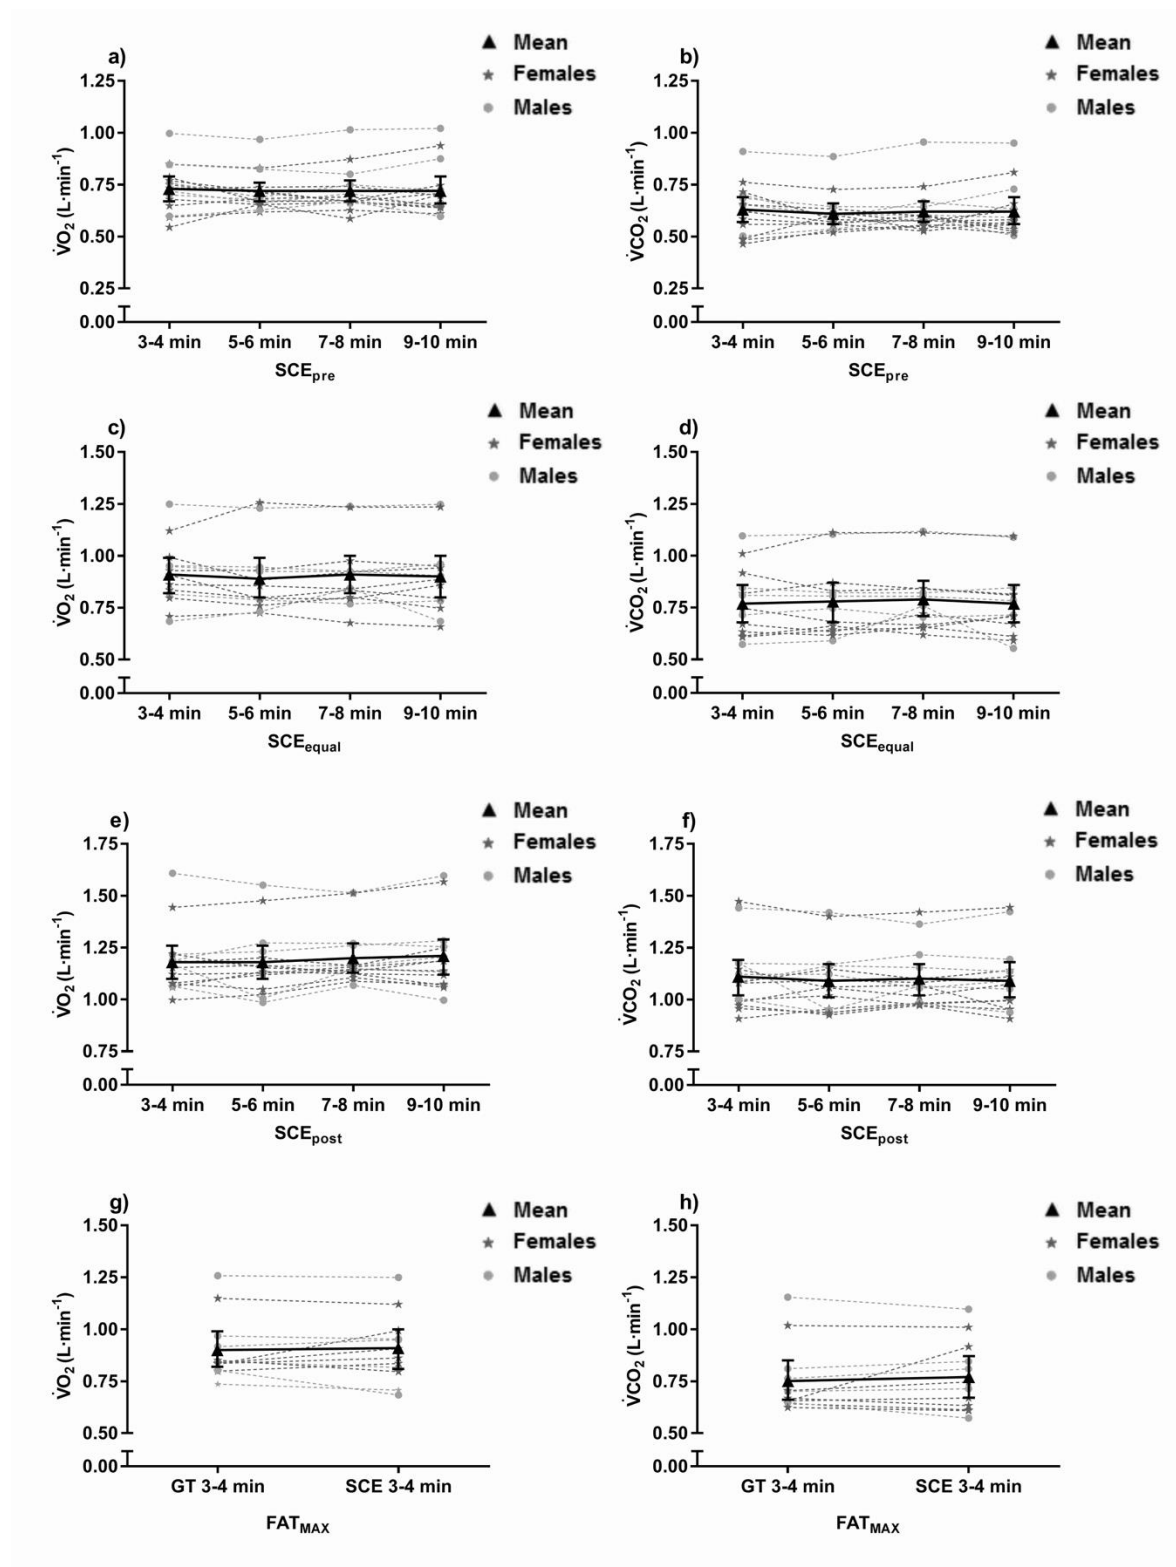 a)
Mean
Females
Males
1.25
1.00
0.75
0.50
0.25
0.00
V̇O₂ (L·min⁻¹)
3-4 min 5-6 min 7-8 min 9-10 min
SCEpre
b)
Mean
Females
Males
1.25
1.00
0.75
0.50
0.25
0.00
V̇CO₂ (L·min⁻¹)
3-4 min 5-6 min 7-8 min 9-10 min
SCEpre
c)
Mean
Females
Males
1.50
1.25
1.00
0.75
0.50
0.00
V̇O₂ (L·min⁻¹)
3-4 min 5-6 min 7-8 min 9-10 min
SCEequal
d)
Mean
Females
Males
1.50
1.25
1.00
0.75
0.50
0.00
V̇CO₂ (L·min⁻¹)
3-4 min 5-6 min 7-8 min 9-10 min
SCEequal
e)
Mean
Females
Males
1.75
1.50
1.25
1.00
0.75
0.00
V̇O₂ (L·min⁻¹)
3-4 min 5-6 min 7-8 min 9-10 min
SCEpost
f)
Mean
Females
Males
1.75
1.50
1.25
1.00
0.75
0.00
V̇CO₂ (L·min⁻¹)
3-4 min 5-6 min 7-8 min 9-10 min
SCEpost
g)
Mean
Females
Males
1.50
1.25
1.00
0.75
0.50
0.00
V̇O₂ (L·min⁻¹)
GT 3-4 min SCE 3-4 min
FATMAX
h)
Mean
Females
Males
1.50
1.25
1.00
0.75
0.50
0.00
V̇CO₂ (L·min⁻¹)
GT 3-4 min SCE 3-4 min
FATMAX